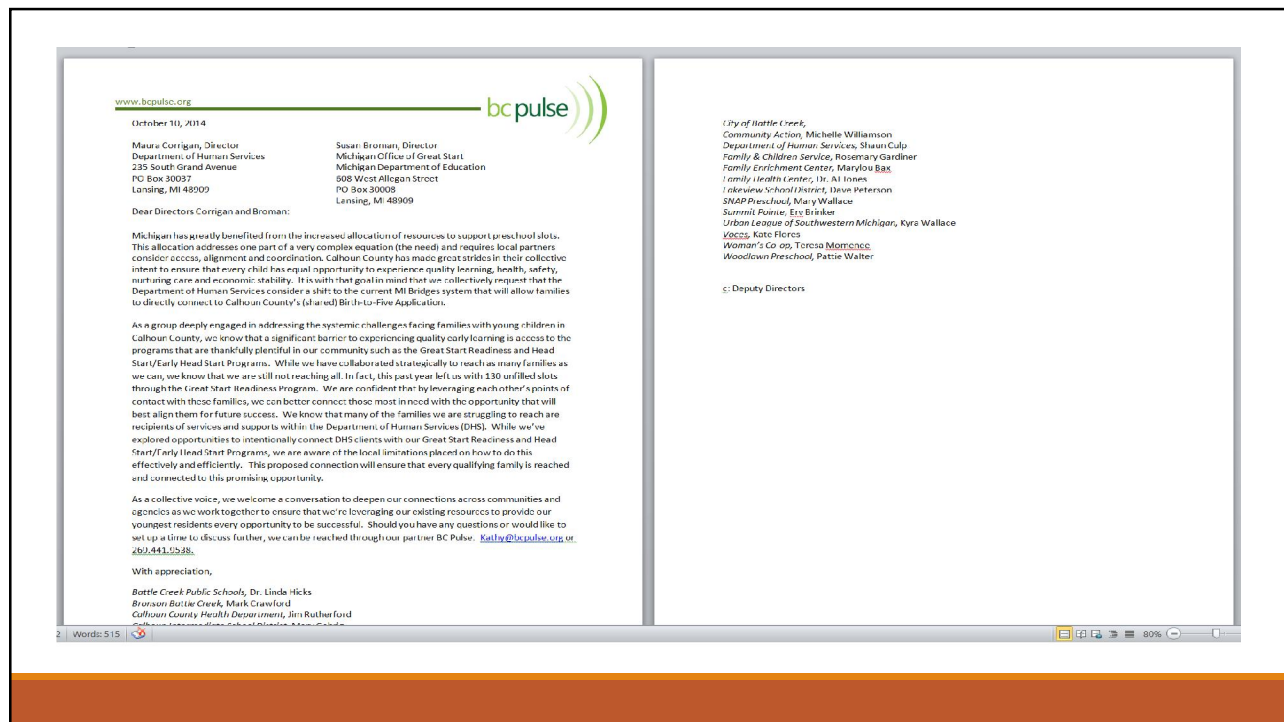 www.bcpulse.org
bc pulse
October 10, 2014
Maura Corrigan, Director
Department of Human Services
235 South Grand Avenue
PO Box 30037
Lansing, MI 48909
Susan Broman, Director
Michigan Office of Great Start
Michigan Department of Education
608 West Allegan Street
PO Box 30008
Lansing, MI 48909
Dear Directors Corrigan and Broman:
Michigan has greatly benefited from the increased allocation of resources to support preschool slots.
This allocation addresses one part of a very complex equation (the need) and requires local partners
consider access, alignment and coordination. Calhoun County has made great strides in their collective
intent to ensure that every child has equal opportunity to experience quality learning, health, safety,
nurturing care and economic stability. It is with that goal in mind that we collectively request that the
Department of Human Services consider a shift to the current MI Bridges system that will allow families
to directly connect to Calhoun County's (shared) Birth-to-Five Application.
As a group deeply engaged in addressing the systemic challenges facing families with young children in
Calhoun County, we know that a significant barrier to experiencing quality early learning is access to the
programs that are thankfully plentiful in our community such as the Great Start Readiness and Head
Start/Early Head Start Programs. While we have collaborated strategically to reach as many families as
we can, we know that we are still not reaching all. In fact, this past year left us with 130 unfilled slots
through the Great Start Readiness Program. We are confident that by leveraging each other's points of
contact with these families, we can better connect those most in need with the opportunity that will
best align them for future success. We know that many of the families we are struggling to reach are
recipients of services and supports within the Department of Human Services (DHS). While we've
explored opportunities to intentionally connect DHS clients with our Great Start Readiness and Head
Start/Early Head Start Programs, we are aware of the local limitations placed on how to do this
effectively and efficiently. This proposed connection will ensure that every qualifying family is reached
and connected to this promising opportunity.
As a collective voice, we welcome a conversation to deepen our connections across communities and
agencies as we work together to ensure that we're leveraging our existing resources to provide our
youngest residents every opportunity to be successful. Should you have any questions or would like to
set up a time to discuss further, we can be reached through our partner BC Pulse. Kathy@bcpulse.org or
269.441.9538.
With appreciation,
Battle Creek Public Schools, Dr. Linda Hicks
Bronson Battle Creek, Mark Crawford
Calhoun County Health Department, Jim Rutherford
City of Battle Creek,
Community Action, Michelle Williamson
Department of Human Services, Shaun Culp
Family & Children Service, Rosemary Gardiner
Family Enrichment Center, Marylou Bax
Family Health Center, Dr. AJ Jones
Lakeview School District, Dave Peterson
SNAP Preschool, Mary Wallace
Summit Pointe, Erv Brinker
Urban League of Southwestern Michigan, Kyra Wallace
Voces, Kate Flores
Woman's Co-op, Teresa Momenee
Woodlawn Preschool, Pattie Walter
c: Deputy Directors
2 Words: 515
80%